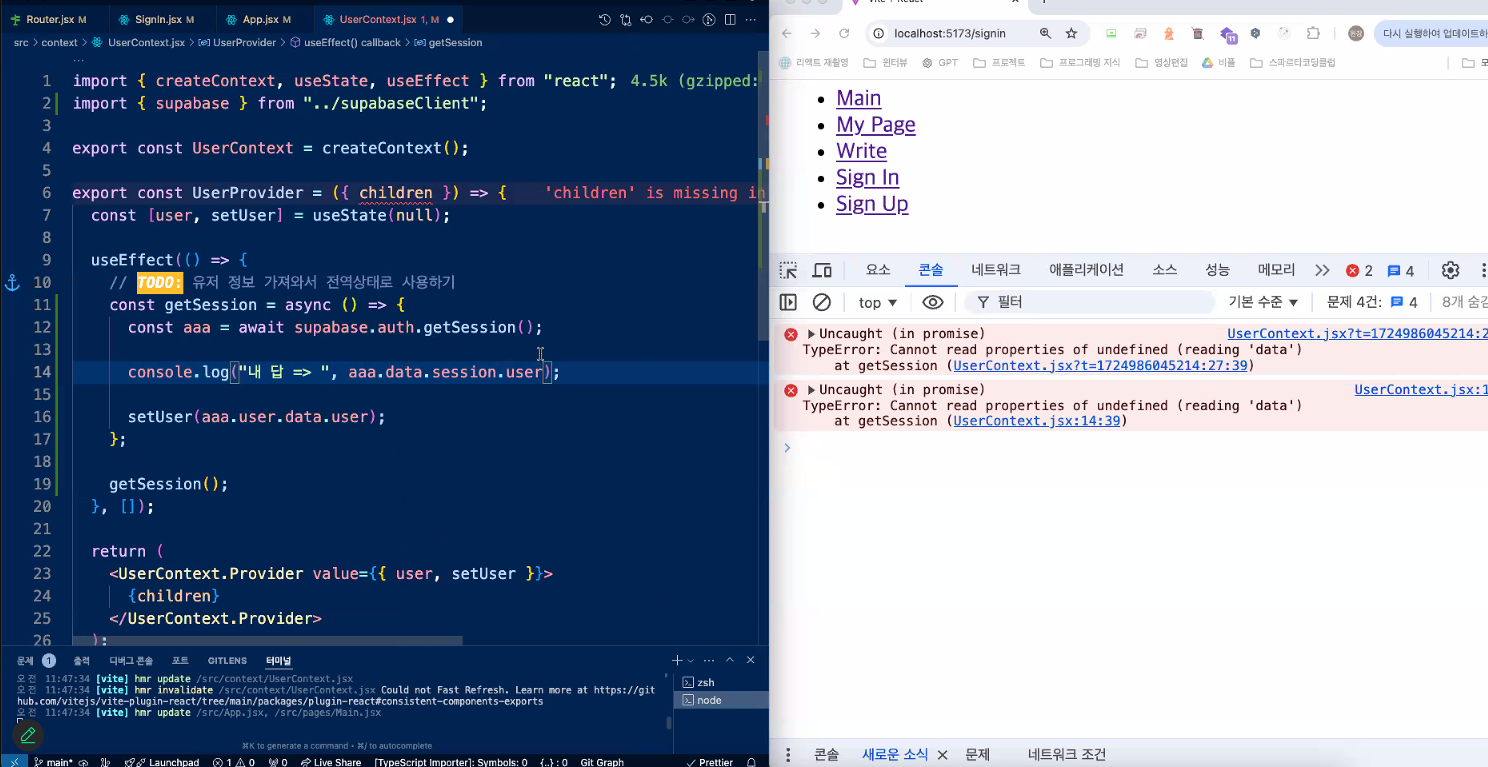 Router.jsx M
SignIn.jsx M
App.jsx M
UserContext.jsx 1, M
src > context > UserContext.jsx > UserProvider > useEffect() callback > getSession
1 import { createContext, useState, useEffect } from "react"; 4.5k (gzipped:
2 import { supabase } from "../supabaseClient";
3
4 export const UserContext = createContext();
5
6 export const UserProvider = ({ children }) => { 'children' is missing in
7 const [user, setUser] = useState(null);
8
9 useEffect(() => {
10 // TODO: 유저 정보 가져와서 전역상태로 사용하기
11 const getSession = async () => {
12 const aaa = await supabase.auth.getSession();
13
14 console.log("내 답 => ", aaa.data.session.user);
15
16 setUser(aaa.user.data.user);
17 };
18
19 getSession();
20 }, []);
21
22 return (
23 <UserContext.Provider value={{ user, setUser }}>
24 {children}
25 </UserContext.Provider>
26 );
문제 1 출력 디버그 콘솔 포트 GITLENS 터미널
오전 11:47:34 [vite] hmr update /src/context/UserContext.jsx
오전 11:47:34 [vite] hmr invalidate /src/context/UserContext.jsx Could not Fast Refresh. Learn more at https://git
hub.com/vitejs/vite-plugin-react/tree/main/packages/plugin-react#consistent-components-exports
오전 11:47:34 [vite] hmr update /src/App.jsx, /src/pages/Main.jsx
zsh
node
⌘K to generate a command • ⌘/ to autocomplete
main* Launchpad 1 0 0 Live Share [TypeScript Importer]: Symbols: 0 {..} : 0 Git Graph Prettier
Vite + React
localhost:5173/signin
11
다시 실행하여 업데이트하
리액트 재촬영 윈터뷰 GPT 프로젝트 프로그래밍 지식 영상편집 비플 스파르타코딩클럽
Main
My Page
Write
Sign In
Sign Up
요소 콘솔 네트워크 애플리케이션 소스 성능 메모리 2 4
top 필터 기본 수준 문제 4건: 4 8개 숨김
Uncaught (in promise) UserContext.jsx?t=1724986045214:2
TypeError: Cannot read properties of undefined (reading 'data')
at getSession (UserContext.jsx?t=1724986045214:27:39)
Uncaught (in promise) UserContext.jsx:1
TypeError: Cannot read properties of undefined (reading 'data')
at getSession (UserContext.jsx:14:39)
콘솔 새로운 소식 문제 네트워크 조건